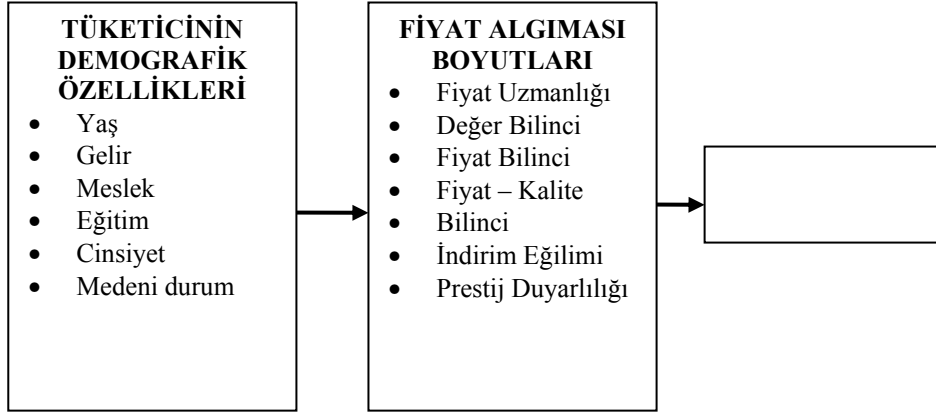 TÜKETİCİNİN
DEMOGRAFİK
ÖZELLİKLERİ
• Yaş
• Gelir
• Meslek
• Eğitim
• Cinsiyet
• Medeni durum
FİYAT ALGIMASI
BOYUTLARI
• Fiyat Uzmanlığı
• Değer Bilinci
• Fiyat Bilinci
• Fiyat – Kalite
• Bilinci
• İndirim Eğilimi
• Prestij Duyarlılığı